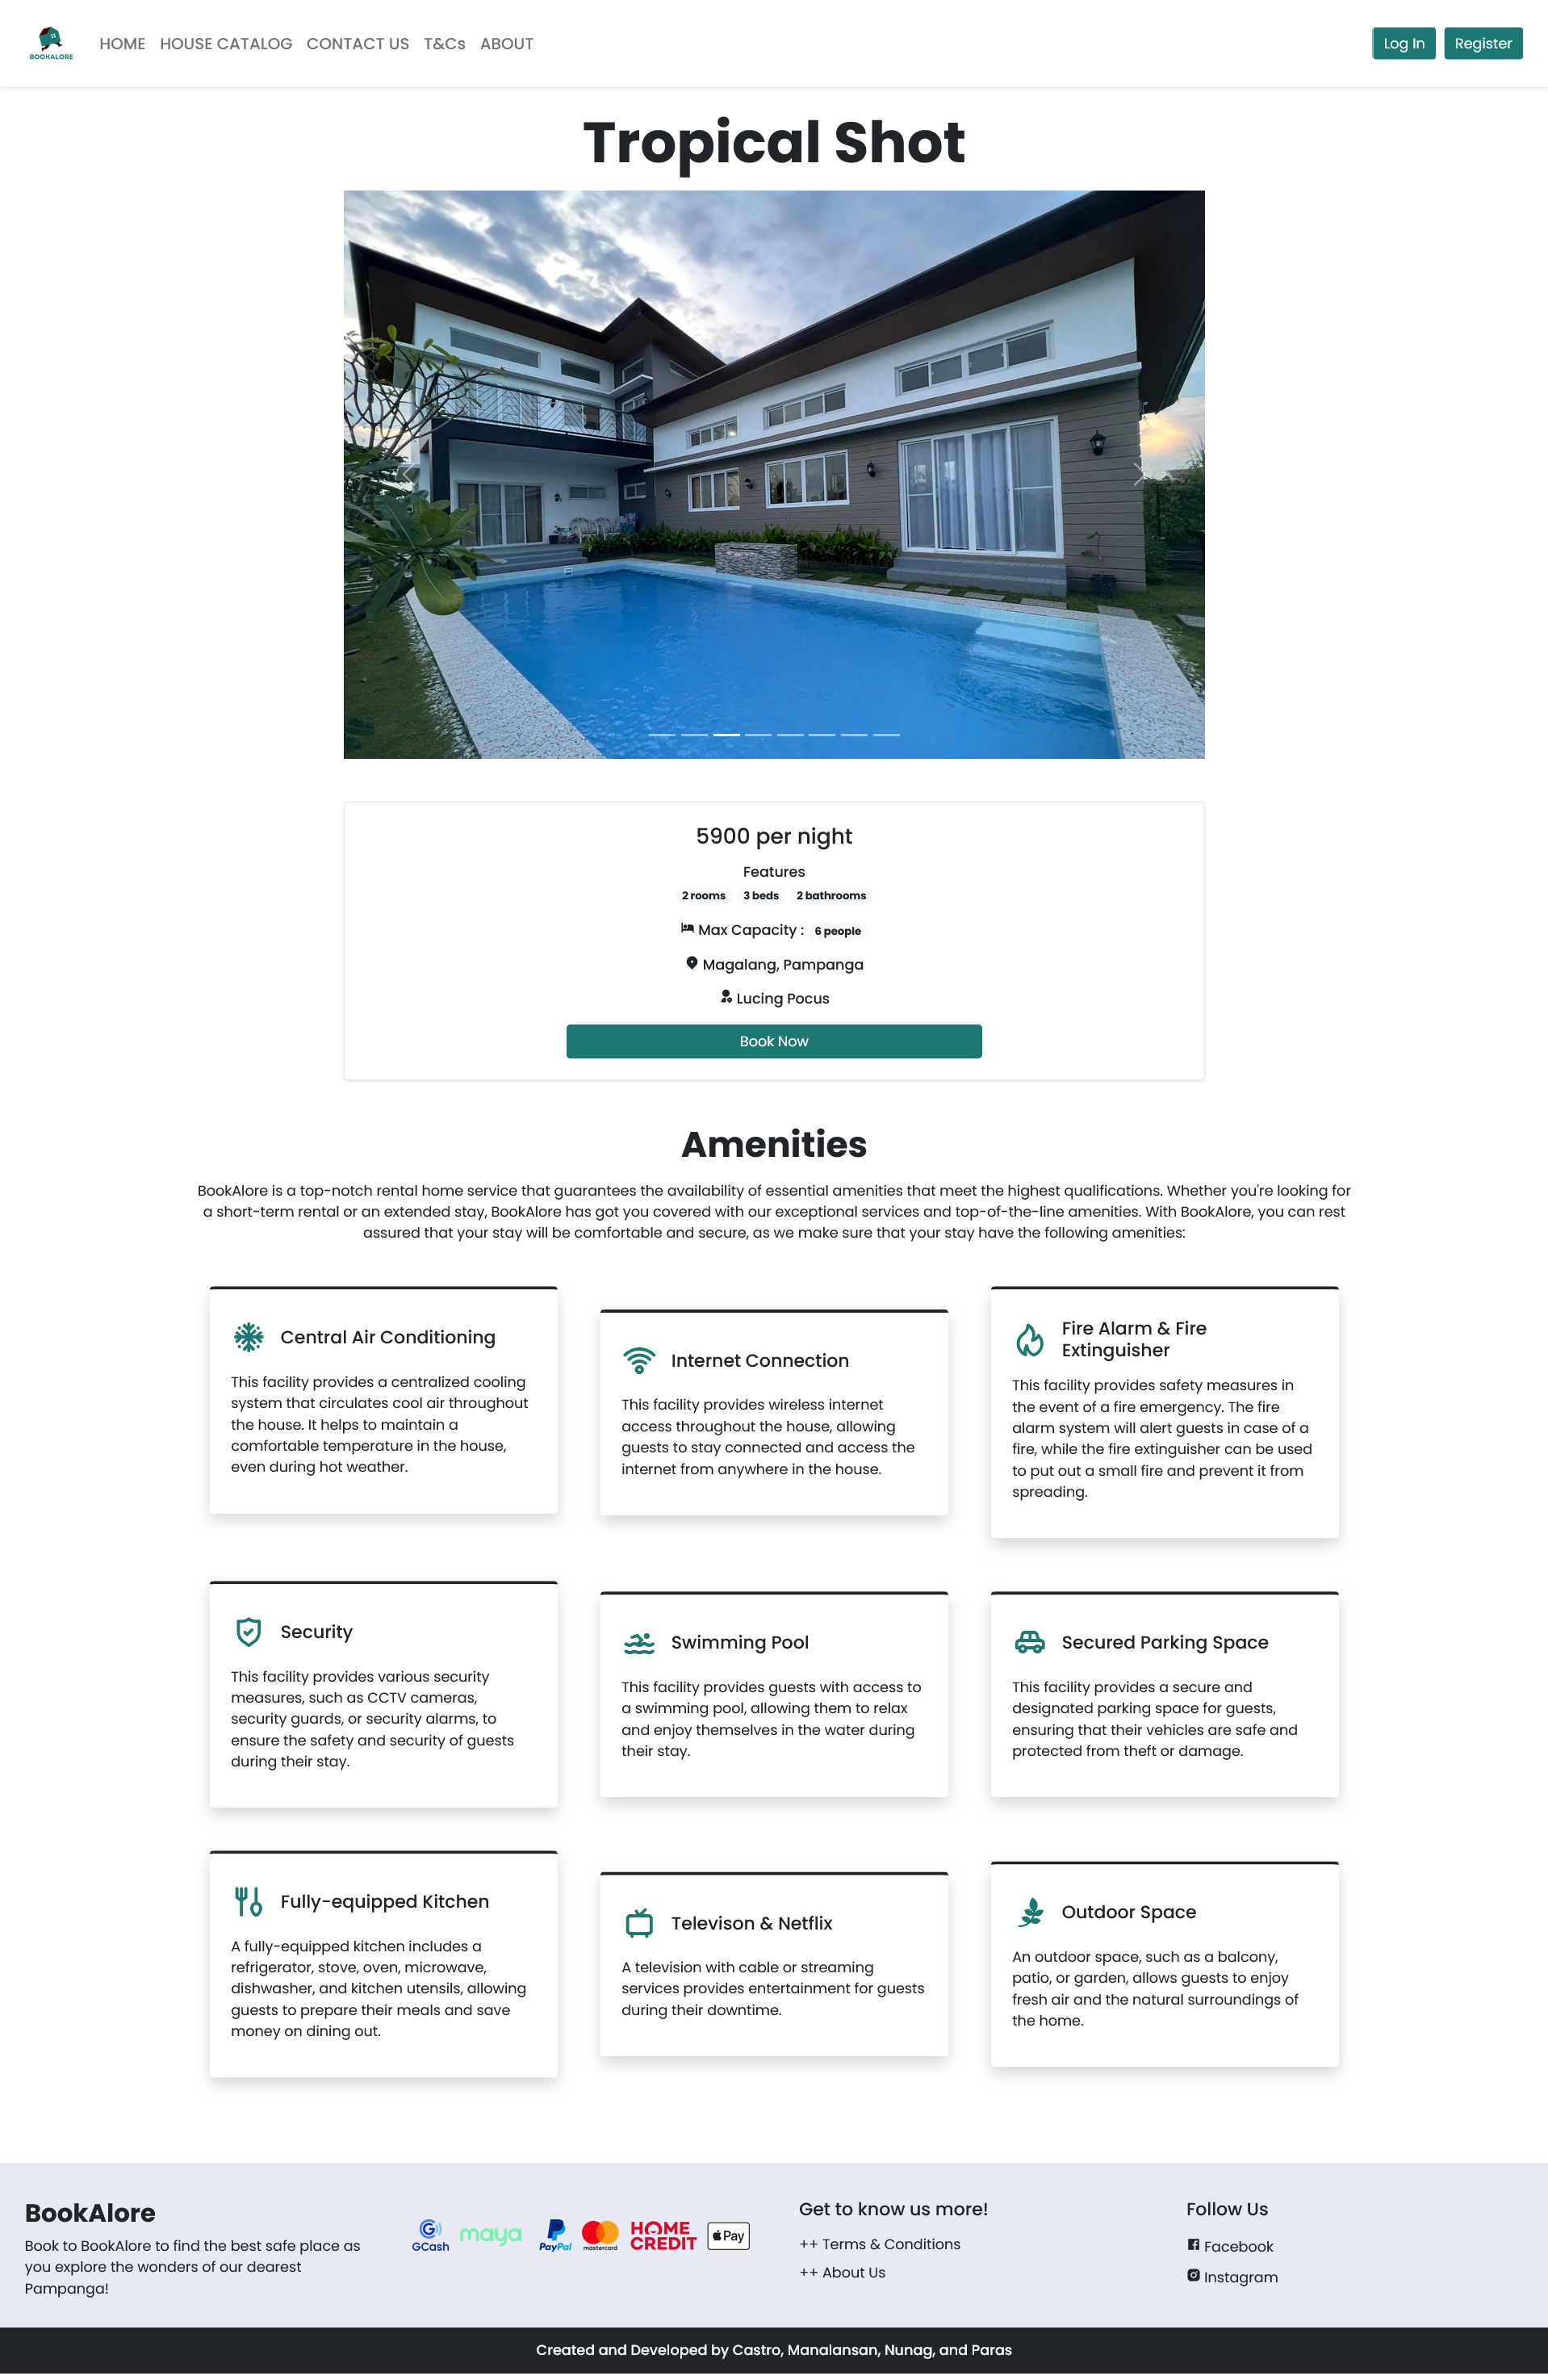 BOOKALORE
HOME HOUSE CATALOG CONTACT US T&Cs ABOUT
Log In Register
Tropical Shot
5900 per night
Features
2 rooms 3 beds 2 bathrooms
Max Capacity : 6 people
Magalang, Pampanga
Lucing Pocus
Book Now
Amenities
BookAlore is a top-notch rental home service that guarantees the availability of essential amenities that meet the highest qualifications. Whether you're looking for
a short-term rental or an extended stay, BookAlore has got you covered with our exceptional services and top-of-the-line amenities. With BookAlore, you can rest
assured that your stay will be comfortable and secure, as we make sure that your stay have the following amenities:
Central Air Conditioning
This facility provides a centralized cooling
system that circulates cool air throughout
the house. It helps to maintain a
comfortable temperature in the house,
even during hot weather.
Internet Connection
This facility provides wireless internet
access throughout the house, allowing
guests to stay connected and access the
internet from anywhere in the house.
Fire Alarm & Fire
Extinguisher
This facility provides safety measures in
the event of a fire emergency. The fire
alarm system will alert guests in case of a
fire, while the fire extinguisher can be used
to put out a small fire and prevent it from
spreading.
Security
This facility provides various security
measures, such as CCTV cameras,
security guards, or security alarms, to
ensure the safety and security of guests
during their stay.
Swimming Pool
This facility provides guests with access to
a swimming pool, allowing them to relax
and enjoy themselves in the water during
their stay.
Secured Parking Space
This facility provides a secure and
designated parking space for guests,
ensuring that their vehicles are safe and
protected from theft or damage.
Fully-equipped Kitchen
A fully-equipped kitchen includes a
refrigerator, stove, oven, microwave,
dishwasher, and kitchen utensils, allowing
guests to prepare their meals and save
money on dining out.
Televison & Netflix
A television with cable or streaming
services provides entertainment for guests
during their downtime.
Outdoor Space
An outdoor space, such as a balcony,
patio, or garden, allows guests to enjoy
fresh air and the natural surroundings of
the home.
BookAlore
Book to BookAlore to find the best safe place as
you explore the wonders of our dearest
Pampanga!
GCash maya PayPal mastercard HOME CREDIT Pay
Get to know us more!
++ Terms & Conditions
++ About Us
Follow Us
Facebook
Instagram
Created and Developed by Castro, Manalansan, Nunag, and Paras